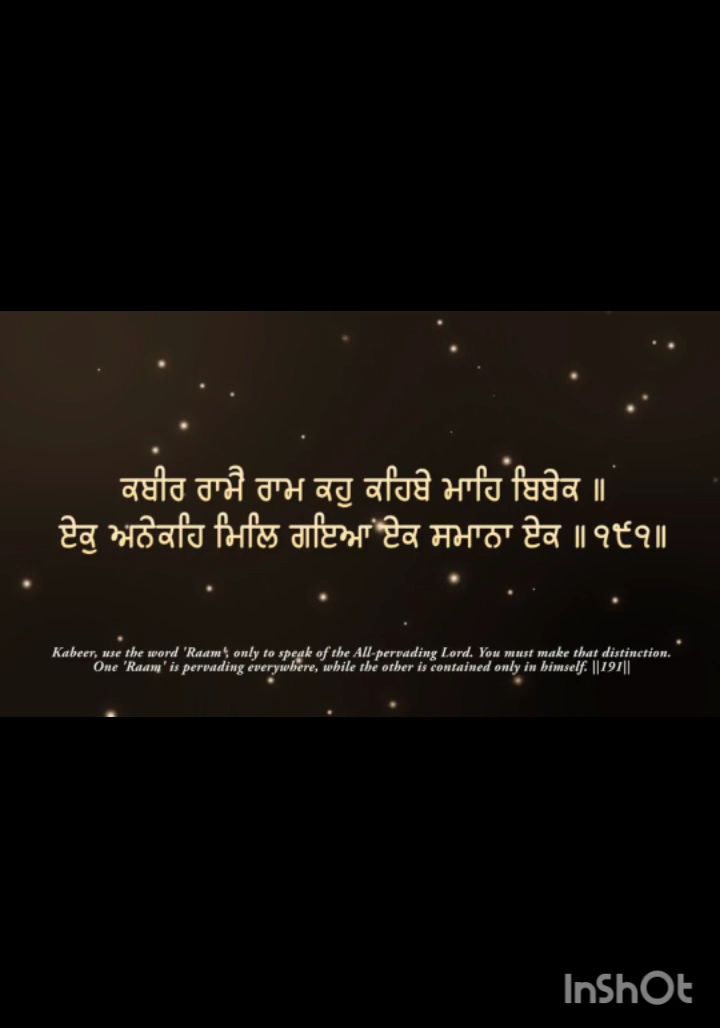 ਕਬੀਰ ਰਾਮੈ ਰਾਮ ਕਹੁ ਕਹਿਬੇ ਮਾਹਿ ਬਿਬੇਕ ॥
ਏਕੁ ਅਨੇਕਹਿ ਮਿਲਿ ਗਇਆ ਏਕ ਸਮਾਨਾ ਏਕ ॥੧੯੧॥
Kabeer, use the word 'Raam', only to speak of the All-pervading Lord. You must make that distinction.
One 'Raam' is pervading everywhere, while the other is contained only in himself. ||191||
InShOt